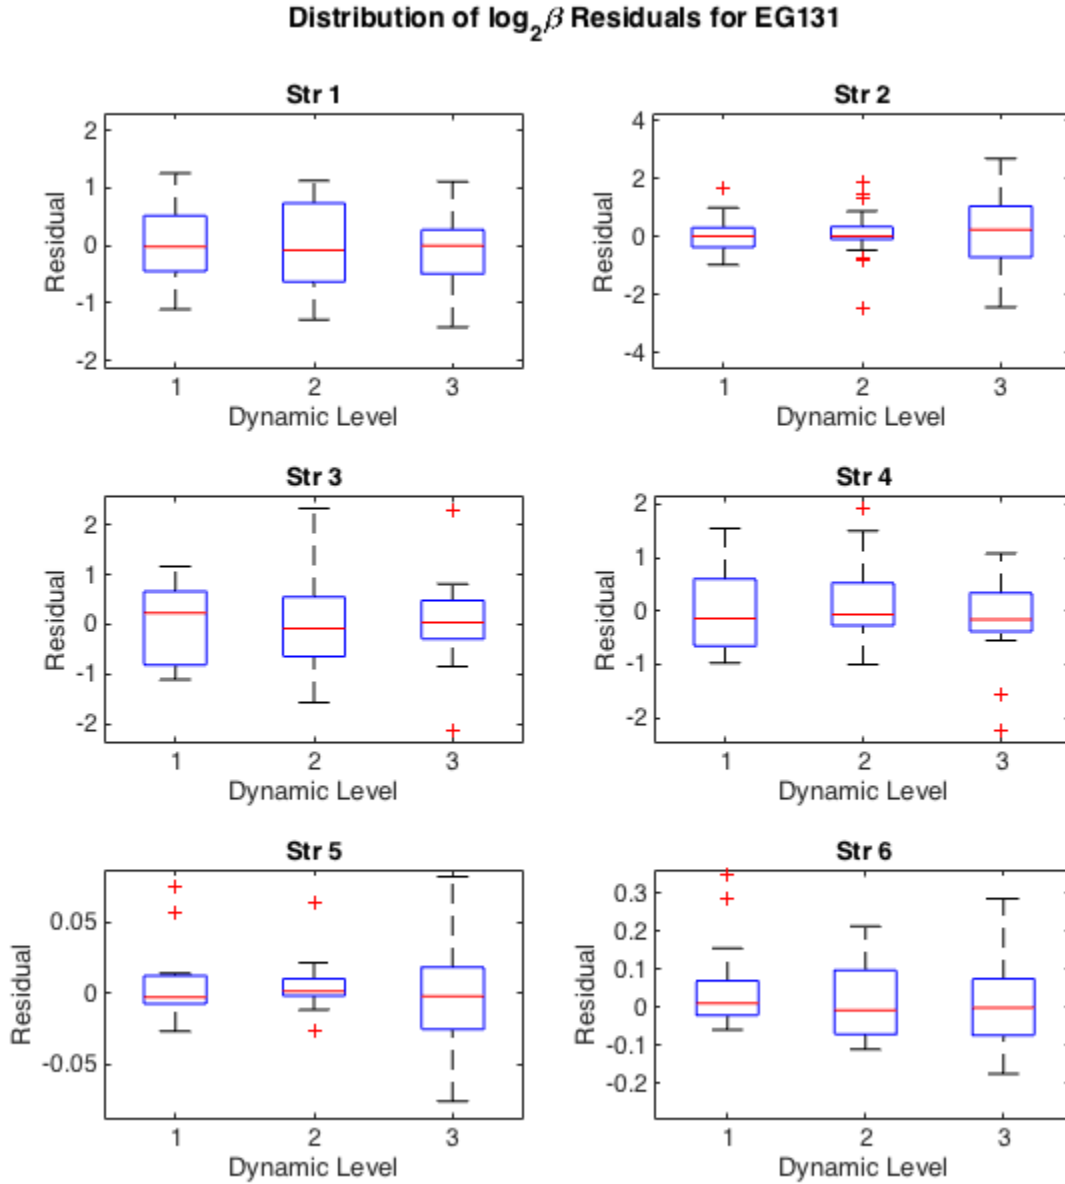 Distribution of log₂β Residuals for EG131
Str 1
Str 2
Residual
2
1
0
-1
-2
1 2 3
Dynamic Level
Residual
4
2
0
-2
-4
1 2 3
Dynamic Level
Str 3
Str 4
Residual
2
1
0
-1
-2
1 2 3
Dynamic Level
Residual
2
1
0
-1
-2
1 2 3
Dynamic Level
Str 5
Str 6
Residual
0.05
0
-0.05
1 2 3
Dynamic Level
Residual
0.3
0.2
0.1
0
-0.1
-0.2
1 2 3
Dynamic Level